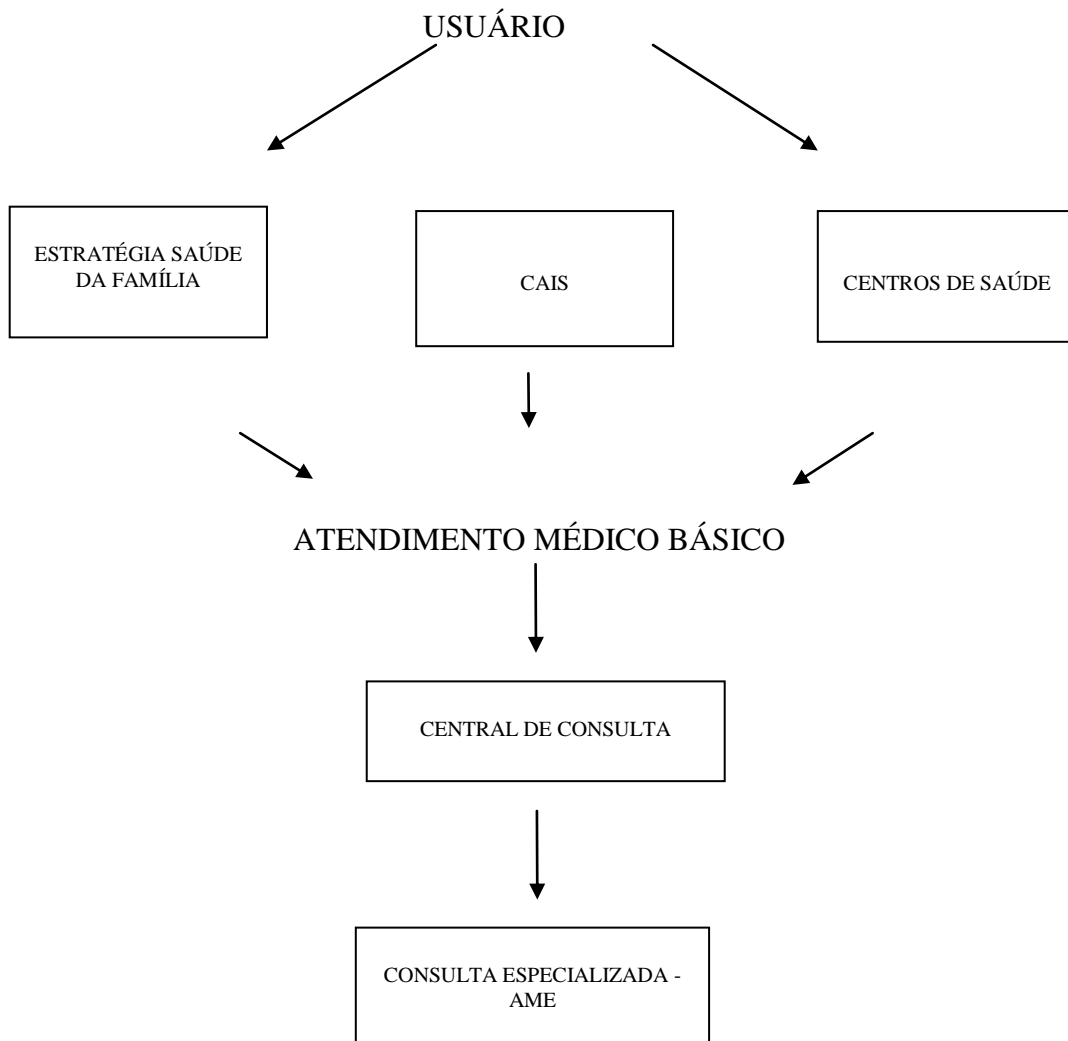 USUÁRIO
ESTRATÉGIA SAÚDE
DA FAMÍLIA
CAIS
CENTROS DE SAÚDE
ATENDIMENTO MÉDICO BÁSICO
CENTRAL DE CONSULTA
CONSULTA ESPECIALIZADA -
AME